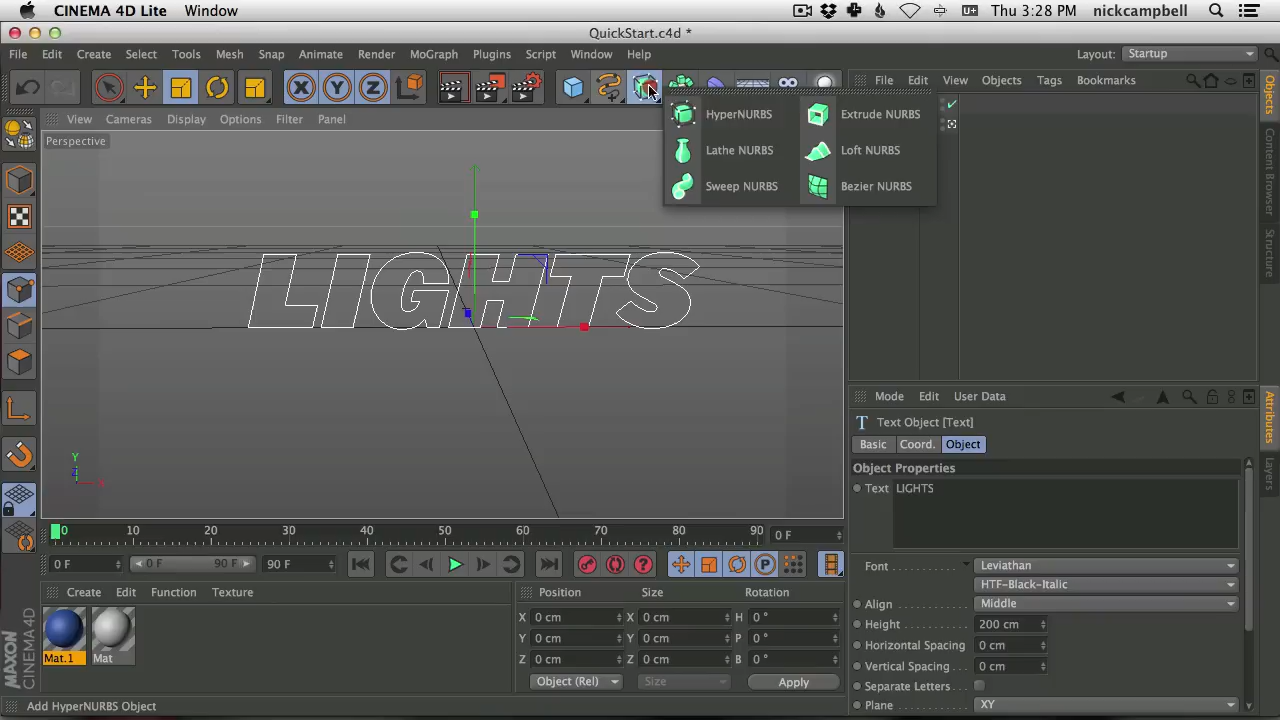 CINEMA 4D Lite Window
Thu 3:28 PM nickcampbell
QuickStart.c4d *
File Edit Create Select Tools Mesh Snap Animate Render MoGraph Plugins Script Window Help
Layout: Startup
X Y Z
File Edit View Objects Tags Bookmarks
HyperNURBS Extrude NURBS
Lathe NURBS Loft NURBS
Sweep NURBS Bezier NURBS
View Cameras Display Options Filter Panel
Perspective
LIGHTS
Y
Z
X
Objects
Content Browser
Structure
Mode Edit User Data
Text Object [Text]
Basic Coord. Object
Object Properties
Text LIGHTS
Font Leviathan
HTF-Black-Italic
Align Middle
Height 200 cm
Horizontal Spacing 0 cm
Vertical Spacing 0 cm
Separate Letters
Plane XY
Attributes
Layers
0 10 20 30 40 50 60 70 80 90 0 F
0 F 0 F 90 F 90 F
P
Create Edit Function Texture
Mat.1 Mat
Position Size Rotation
X 0 cm X 0 cm H 0 °
Y 0 cm Y 0 cm P 0 °
Z 0 cm Z 0 cm B 0 °
Object (Rel) Size Apply
MAXON
CINEMA 4D
Add HyperNURBS Object